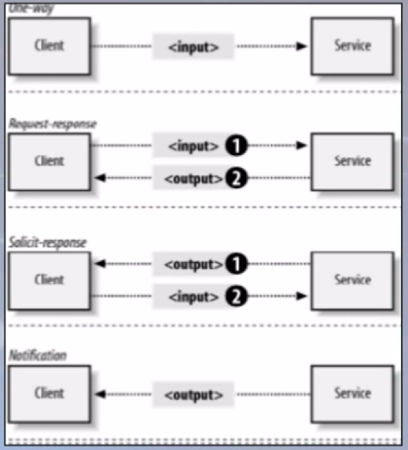 One-way
Client <input> Service
Request-response
<input> 1
Client Service
<output> 2
Solicit-response
<output> 1
Client Service
<input> 2
Notification
Client <output> Service